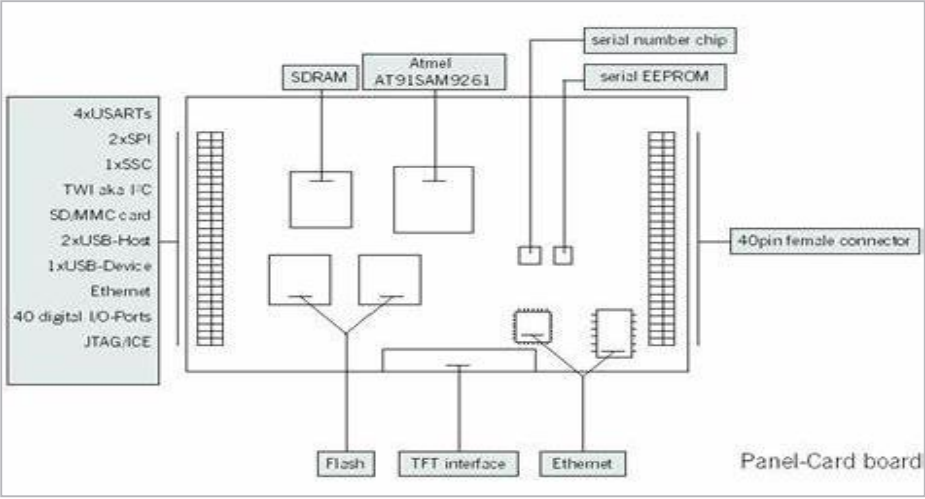 serial number chip
Atmel
AT91SAM9261
SDRAM
serial EEPROM
4xUSARTs
2xSPI
1xSSC
TWI aka I²C
SD/MMC card
2xUSB-Host
1xUSB-Device
Ethernet
40 digital I/O-Ports
JTAG/ICE
40pin female connector
Flash
TFT interface
Ethernet
Panel-Card board